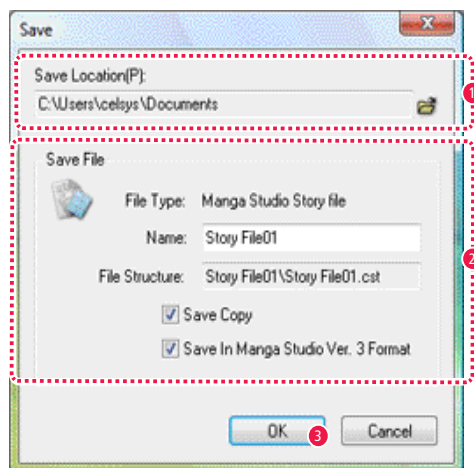 Save
Save Location(P):
C:\Users\celsys\Documents
1
Save File
File Type: Manga Studio Story file
Name: Story File01
2
File Structure: Story File01\Story File01.cst
Save Copy
Save In Manga Studio Ver. 3 Format
OK 3 Cancel